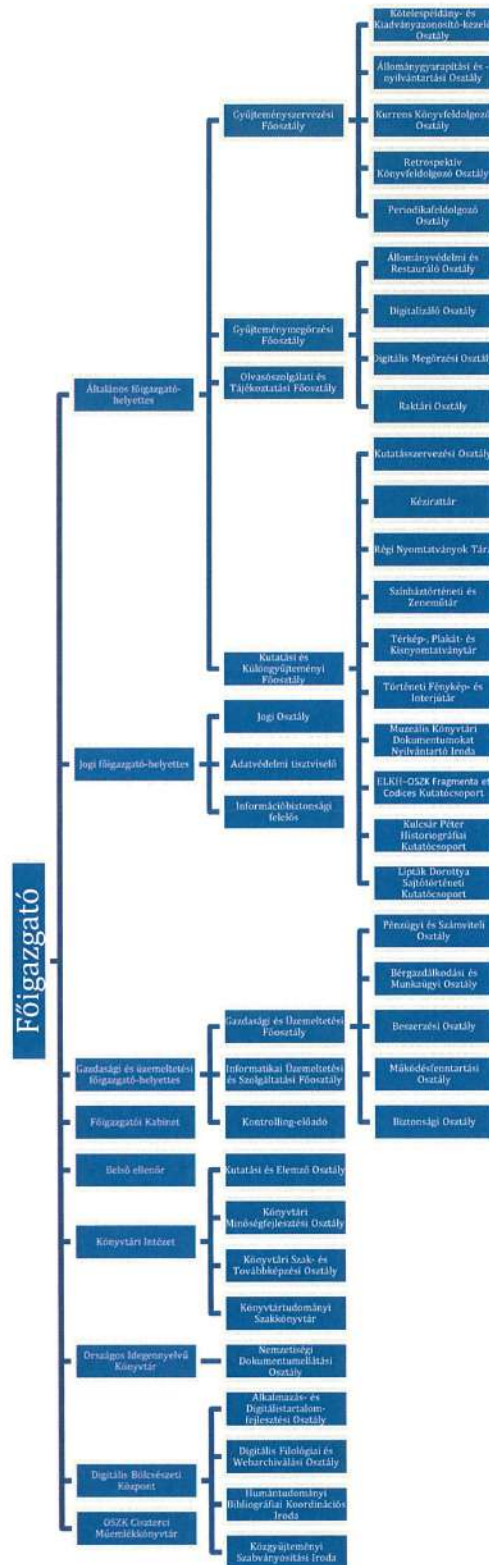 Főigazgató
Általános főigazgató-
helyettes
Gyűjteményszervezési
Főosztály
Kötelespéldány- és
Kiadványazonosító-kezelő
Osztály
Állománygyarapítási és -
nyilvántartási Osztály
Kurrens Könyvfeldolgozó
Osztály
Retrospektív
Könyvfeldolgozó Osztály
Periodikafeldolgozó
Osztály
Gyűjteménymegőrzési
Főosztály
Állományvédelmi és
Restauráló Osztály
Digitalizáló Osztály
Digitális Megőrzési Osztály
Raktári Osztály
Olvasószolgálati és
Tájékoztatási Főosztály
Kutatási és
Különgyűjteményi
Főosztály
Kutatásszervezési Osztály
Kézirattár
Régi Nyomtatványok Tára
Színháztörténeti és
Zeneműtár
Térkép-, Plakát- és
Kisnyomtatványtár
Történeti Fénykép- és
Interjútár
Muzeális Könyvtári
Dokumentumokat
Nyilvántartó Iroda
ELKH-OSZK Fragmenta et
Codices Kutatócsoport
Kulcsár Péter
Historiográfiai
Kutatócsoport
Lipták Dorottya
Sajtótörténeti
Kutatócsoport
Jogi főigazgató-helyettes
Jogi Osztály
Adatvédelmi tisztviselő
Információbiztonsági
felelős
Gazdasági és üzemeltetési
főigazgató-helyettes
Gazdasági és Üzemeltetési
Főosztály
Pénzügyi és Számviteli
Osztály
Bérgazdálkodási és
Munkaügyi Osztály
Beszerzési Osztály
Működésfenntartási
Osztály
Biztonsági Osztály
Informatikai Üzemeltetési
és Szolgáltatási Főosztály
Kontrolling-előadó
Főigazgatói Kabinet
Belső ellenőr
Könyvtári Intézet
Kutatási és Elemző Osztály
Könyvtári
Minőségfejlesztési Osztály
Könyvtári Szak- és
Továbbképzési Osztály
Könyvtártudományi
Szakkönyvtár
Országos Idegennyelvű
Könyvtár
Nemzetiségi
Dokumentumellátási
Osztály
Digitális Bölcsészeti
Központ
Alkalmazás- és
Digitálistartalom-
fejlesztési Osztály
Digitális Filológiai és
Webarchiválási Osztály
Humántudományi
Bibliográfiai Koordinációs
Iroda
Közgyűjteményi
Szabványosítási Iroda
OSZK Ciszterci
Műemlékkönyvtár